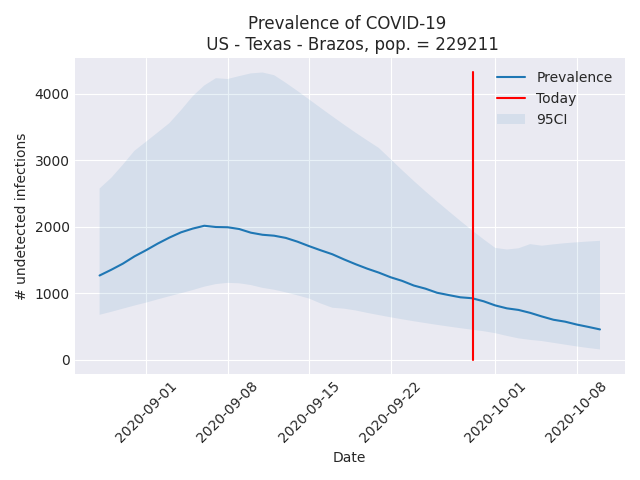 Prevalence of COVID-19
US - Texas - Brazos, pop. = 229211
Prevalence
Today
95CI
# undetected infections
4000
3000
2000
1000
0
2020-09-01
2020-09-08
2020-09-15
2020-09-22
2020-10-01
2020-10-08
Date